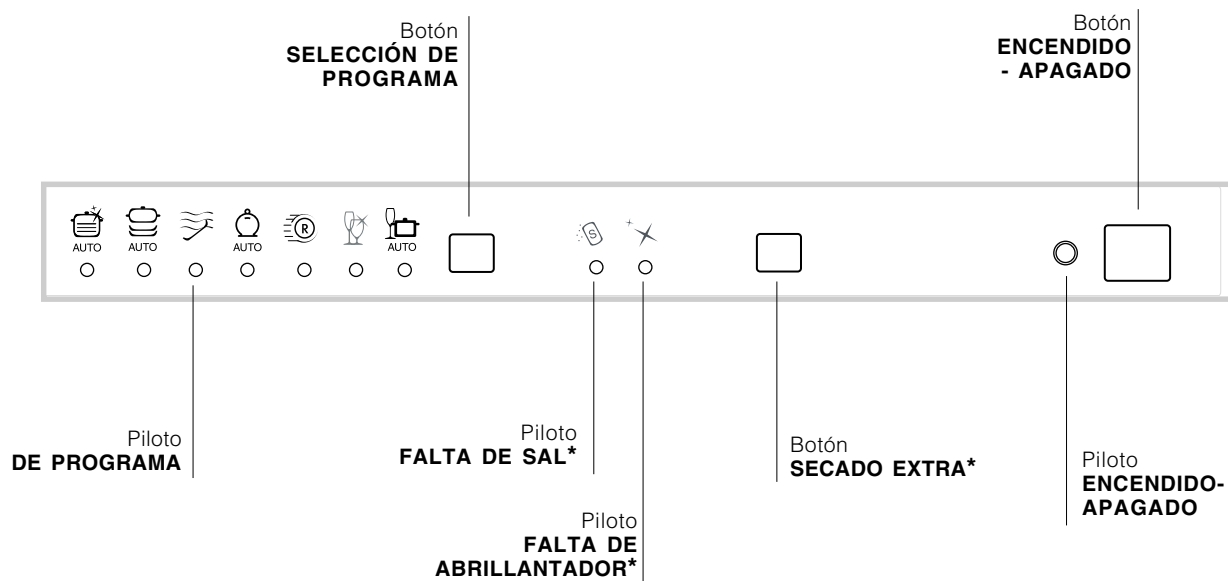 Botón
SELECCIÓN DE
PROGRAMA
Botón
ENCENDIDO
- APAGADO
AUTO
AUTO
AUTO
R
AUTO
S
Piloto
DE PROGRAMA
Piloto
FALTA DE SAL*
Piloto
FALTA DE
ABRILLANTADOR*
Botón
SECADO EXTRA*
Piloto
ENCENDIDO-
APAGADO